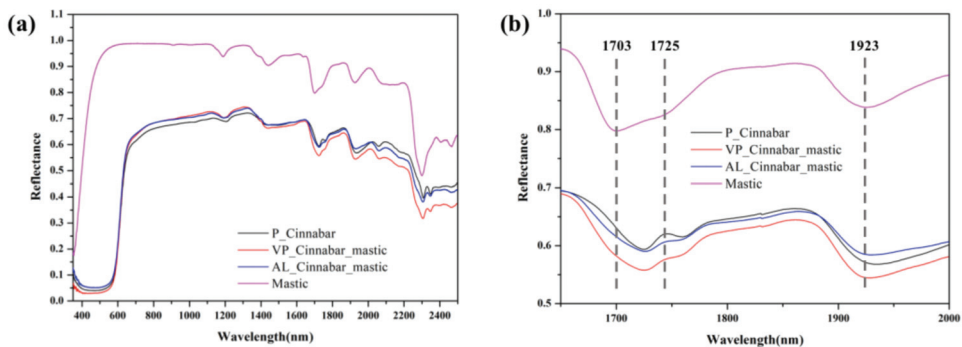 (a)
1.1
1.0
0.9
0.8
0.7
0.6
0.5
0.4
0.3
0.2
0.1
0.0
Reflectance
P_Cinnabar
VP_Cinnabar_mastic
AL_Cinnabar_mastic
Mastic
400 600 800 1000 1200 1400 1600 1800 2000 2200 2400
Wavelength(nm)
(b)
1.0
0.9
0.8
0.7
0.6
0.5
Reflectance
1703 1725 1923
P_Cinnabar
VP_Cinnabar_mastic
AL_Cinnabar_mastic
Mastic
1700 1800 1900 2000
Wavelength(nm)